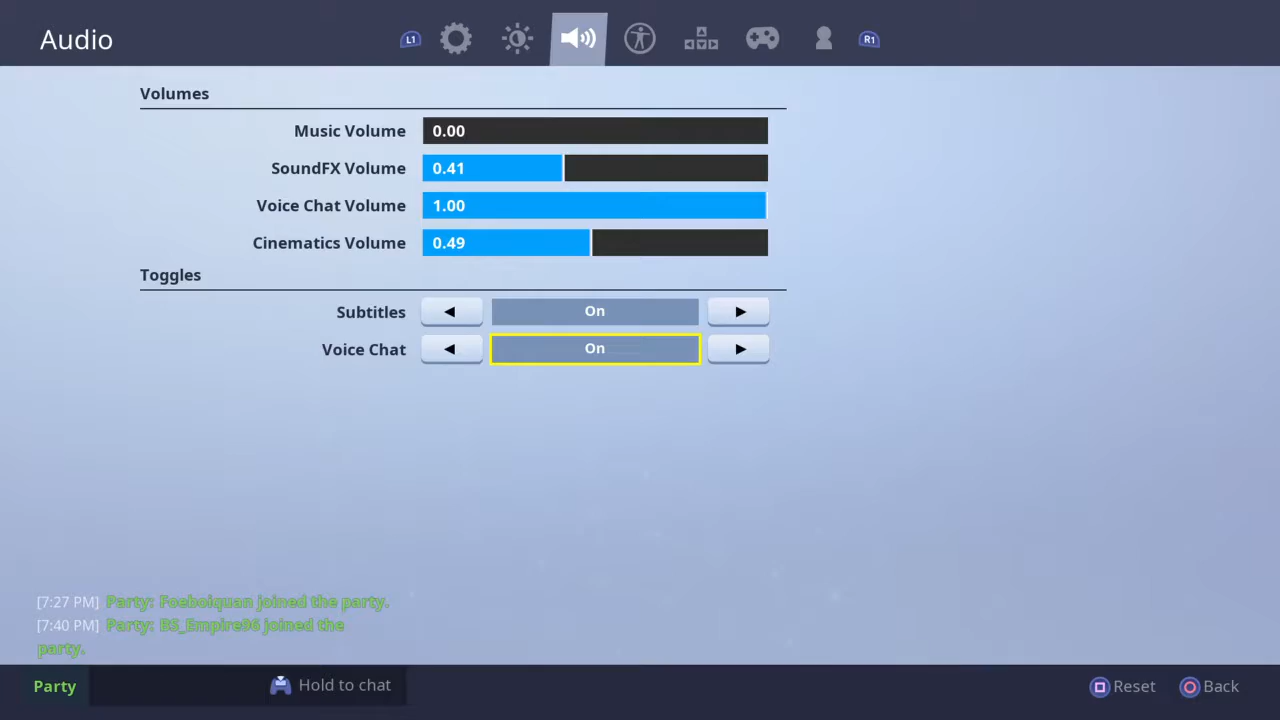 Audio
L1
R1
Volumes
Music Volume 0.00
SoundFX Volume 0.41
Voice Chat Volume 1.00
Cinematics Volume 0.49
Toggles
Subtitles On
Voice Chat On
[7:27 PM] Party: Foeboiquan joined the party.
[7:40 PM] Party: BS_Empire96 joined the
party.
Party Hold to chat
Reset Back